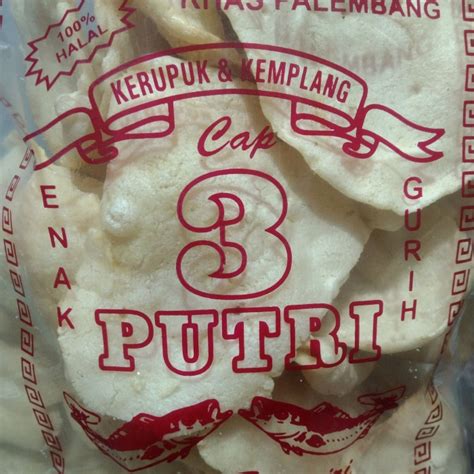 KHAS PALEMBANG
100%
HALAL
KERUPUK & KEMPLANG
Cap
3
PUTRI
ENAK
GURIH